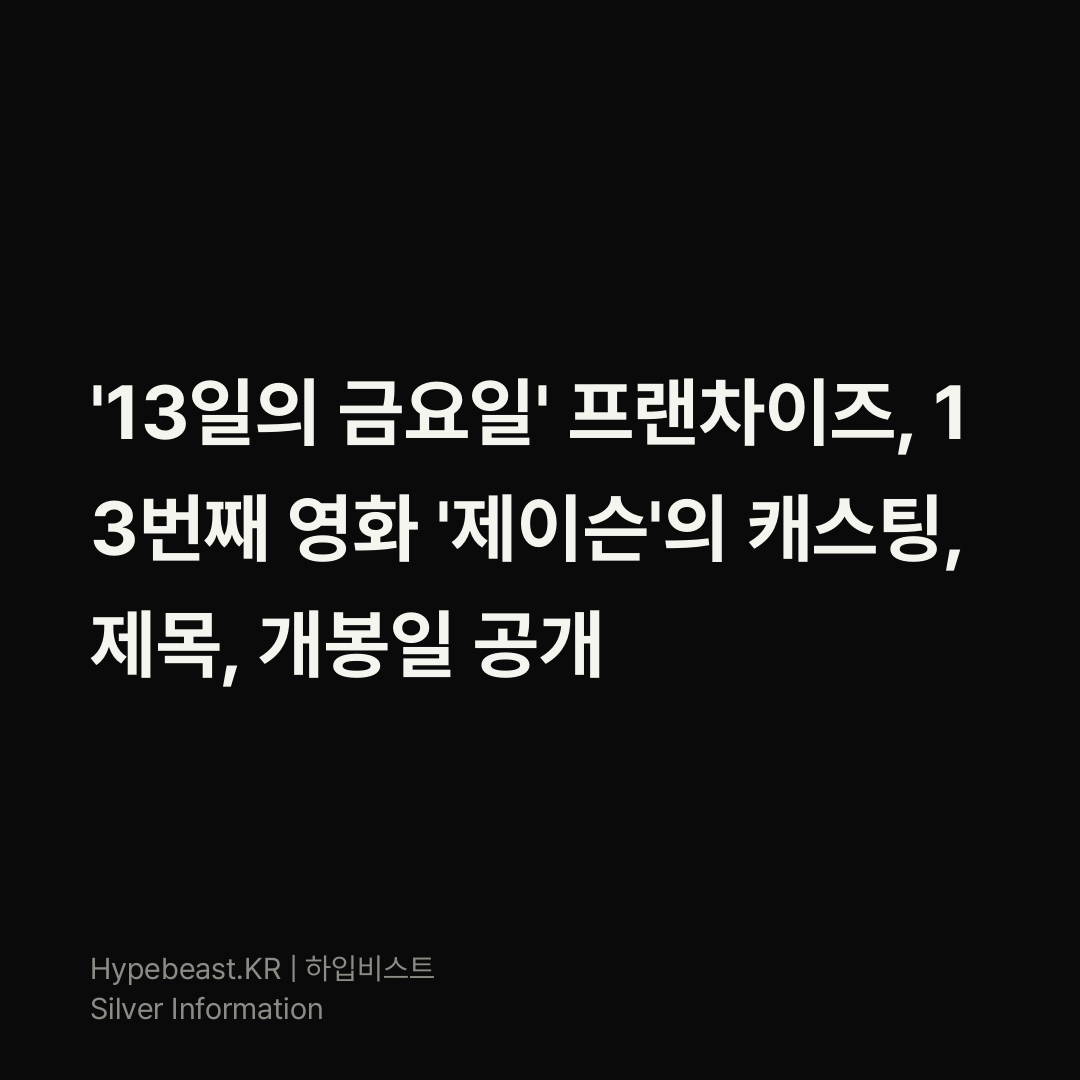 '13일의 금요일' 프랜차이즈, 1
3번째 영화 '제이슨'의 캐스팅,
제목, 개봉일 공개
Hypebeast.KR | 하입비스트
Silver Information